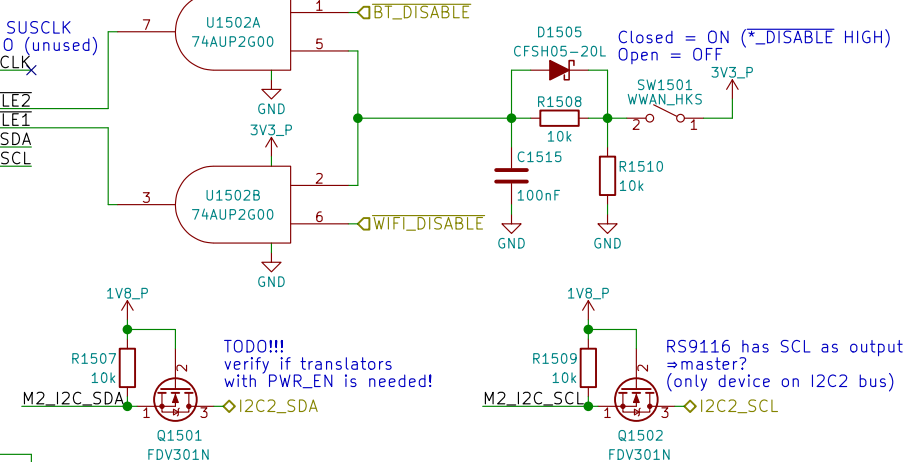 SUSCLK
O (unused)
CLK
LE2
LE1
SDA
SCL
7
U1502A
74AUP2G00
1
5
BT_DISABLE
GND
3V3_P
3
U1502B
74AUP2G00
2
6
WIFI_DISABLE
GND
D1505
CFSH05-20L
R1508
10k
C1515
100nF
GND
R1510
10k
GND
Closed = ON (*_DISABLE HIGH)
Open = OFF
3V3_P
SW1501
WWAN_HKS
2
1
1V8_P
R1507
10k
M2_I2C_SDA
2
1
3
I2C2_SDA
Q1501
FDV301N
TODO!!!
verify if translators
with PWR_EN is needed!
1V8_P
R1509
10k
M2_I2C_SCL
2
1
3
I2C2_SCL
Q1502
FDV301N
RS9116 has SCL as output
⇒master?
(only device on I2C2 bus)